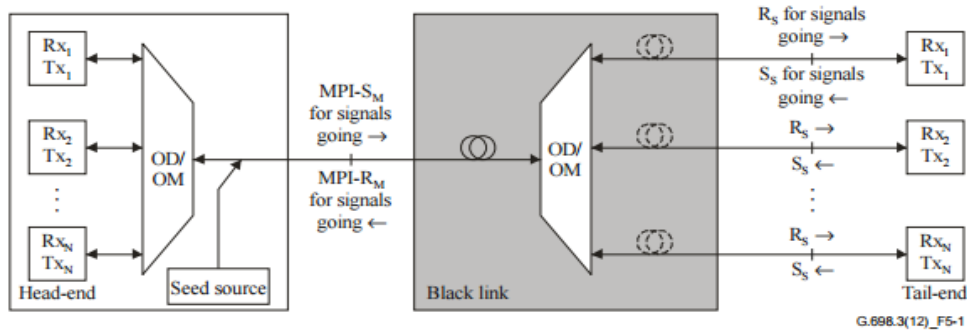 Rx1
Tx1
Rx2
Tx2
⋮
RxN
TxN
Head-end
OD/
OM
Seed source
MPI-SM
for signals
going →
MPI-RM
for signals
going ←
OD/
OM
Black link
RS for signals
going →
SS for signals
going ←
RS →
SS ←
⋮
RS →
SS ←
Rx1
Tx1
Rx2
Tx2
⋮
RxN
TxN
Tail-end
G.698.3(12)_F5-1